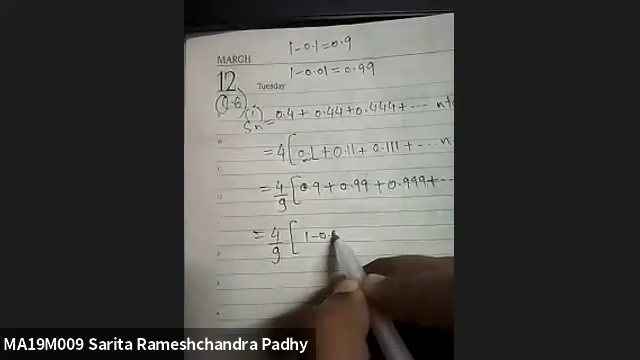 1-0.1=0.9
MARCH
1-0.01=0.99
12 Tuesday
Q.6
(1) Sn = 0.4 + 0.44 + 0.444 + ... n
= 4[0.1 + 0.11 + 0.111 + ... n
= 4/9 [0.9 + 0.99 + 0.999 + ...
= 4/9 [1-0.
MA19M009 Sarita Rameshchandra Padhy